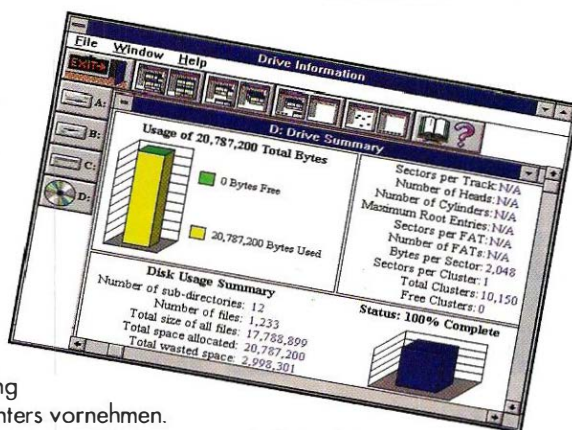 Drive Information
File Window Help
EXIT
A:
B:
C:
D:
D: Drive Summary
Usage of 20,787,200 Total Bytes
0 Bytes Free
20,787,200 Bytes Used
Sectors per Track: N/A
Number of Heads: N/A
Number of Cylinders: N/A
Maximum Root Entries: N/A
Sectors per FAT: N/A
Number of FATs: N/A
Bytes per Sector: 2,048
Sectors per Cluster: 1
Total Clusters: 10,150
Free Clusters: 0
Disk Usage Summary
Number of sub-directories: 12
Number of files: 1,233
Total size of all files: 17,788,899
Total space allocated: 20,787,200
Total wasted space: 2,998,301
Status: 100% Complete
ng
nters vornehmen.